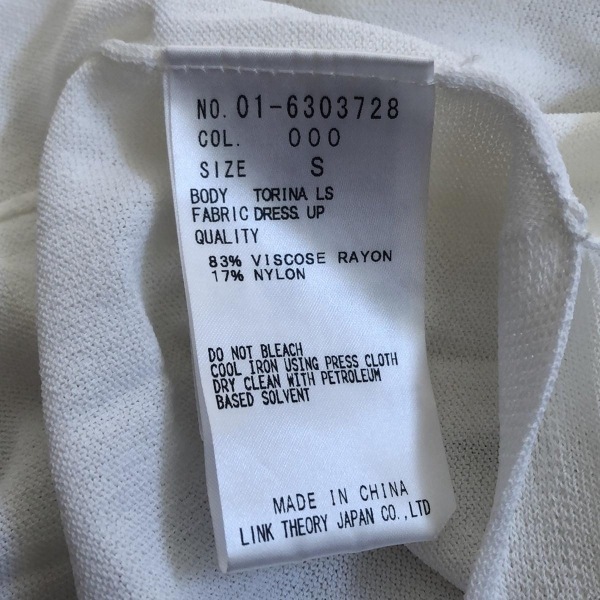 NO. 01-6303728
COL. 000
SIZE S
BODY TORINA LS
FABRIC DRESS UP
QUALITY
83% VISCOSE RAYON
17% NYLON
DO NOT BLEACH
COOL IRON USING PRESS CLOTH
DRY CLEAN WITH PETROLEUM
BASED SOLVENT
MADE IN CHINA
LINK THEORY JAPAN CO.,LTD